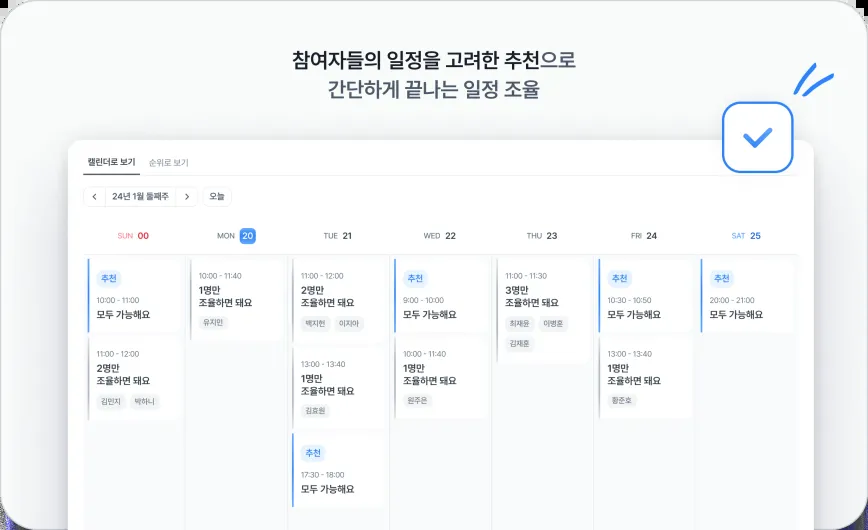 참여자들의 일정을 고려한 추천으로
간단하게 끝나는 일정 조율
캘린더로 보기 순위로 보기
24년 1월 둘째주 오늘
SUN 00 MON 20 TUE 21 WED 22 THU 23 FRI 24 SAT 25
추천
10:00 - 11:00
모두 가능해요
11:00 - 12:00
2명만
조율하면 돼요
김민지 박하니
10:00 - 11:40
1명만
조율하면 돼요
유지민
11:00 - 12:00
2명만
조율하면 돼요
백지헌 이지아
13:00 - 13:40
1명만
조율하면 돼요
김효원
추천
17:30 - 18:00
모두 가능해요
추천
9:00 - 10:00
모두 가능해요
10:00 - 11:40
1명만
조율하면 돼요
원주은
11:00 - 11:30
3명만
조율하면 돼요
최재윤 이병훈
김재훈
추천
10:30 - 10:50
모두 가능해요
13:00 - 13:40
1명만
조율하면 돼요
황준호
추천
20:00 - 21:00
모두 가능해요